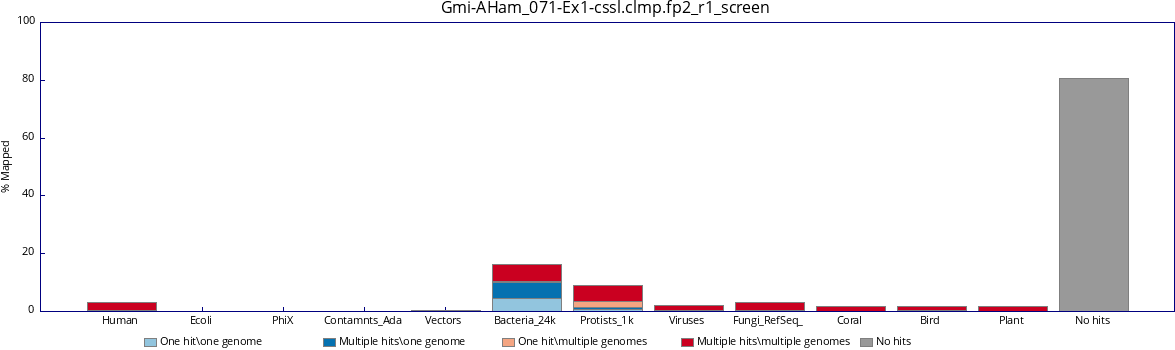 Gmi-AHam_071-Ex1-cssl.clmp.fp2_r1_screen
100
80
60
40
20
0
% Mapped
Human Ecoli PhiX Contamnts_Ada Vectors Bacteria_24k Protists_1k Viruses Fungi_RefSeq_ Coral Bird Plant No hits
One hit\one genome Multiple hits\one genome One hit\multiple genomes Multiple hits\multiple genomes No hits